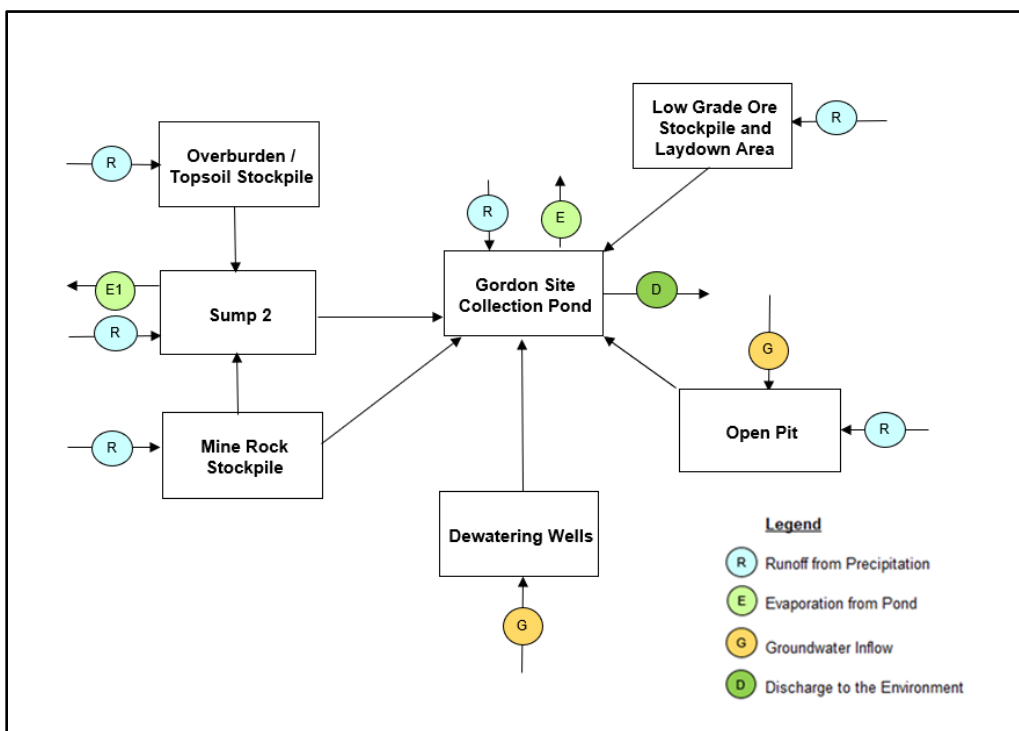 Low Grade Ore
Stockpile and
Laydown Area
R
R
Overburden /
Topsoil Stockpile
R
E
E1
R
Sump 2
Gordon Site
Collection Pond
D
G
R
Mine Rock
Stockpile
Open Pit
R
Dewatering Wells
G
Legend
R Runoff from Precipitation
E Evaporation from Pond
G Groundwater Inflow
D Discharge to the Environment